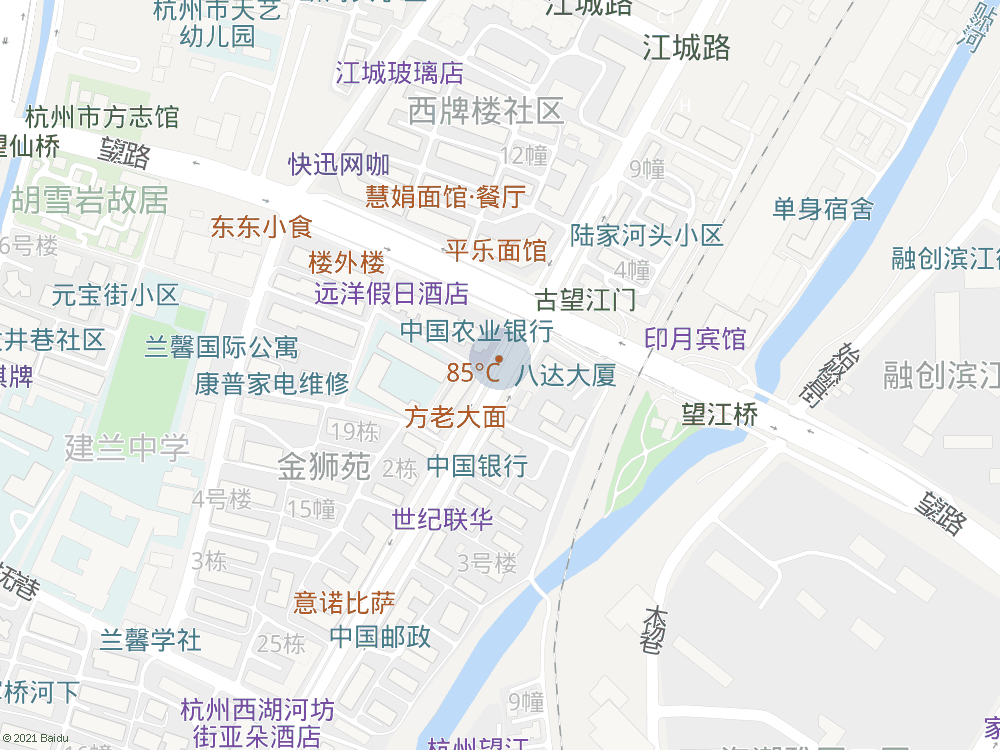 杭州市天艺
幼儿园
江城路
江城路
江城玻璃店
西牌楼社区
杭州市方志馆
望仙桥
望路
快迅网咖
12幢
9幢
H
慧娟面馆·餐厅
胡雪岩故居
单身宿舍
东东小食
陆家河头小区
6号楼
平乐面馆
楼外楼
4幢
融创滨江
元宝街小区
远洋假日酒店
古望江门
中国农业银行
印月宾馆
井巷社区
兰馨国际公寓
85°C
八达大厦
棋牌
康普家电维修
融创滨江
方老大面
望江桥
建兰中学
19栋
金狮苑
2栋
中国银行
4号楼
15幢
世纪联华
望路
3栋
3号楼
抚巷
意诺比萨
兰馨学社
25栋
中国邮政
桥河下
杭州西湖河坊
街亚朵酒店
9幢
杭州望江
16幢
© 2021 Baidu